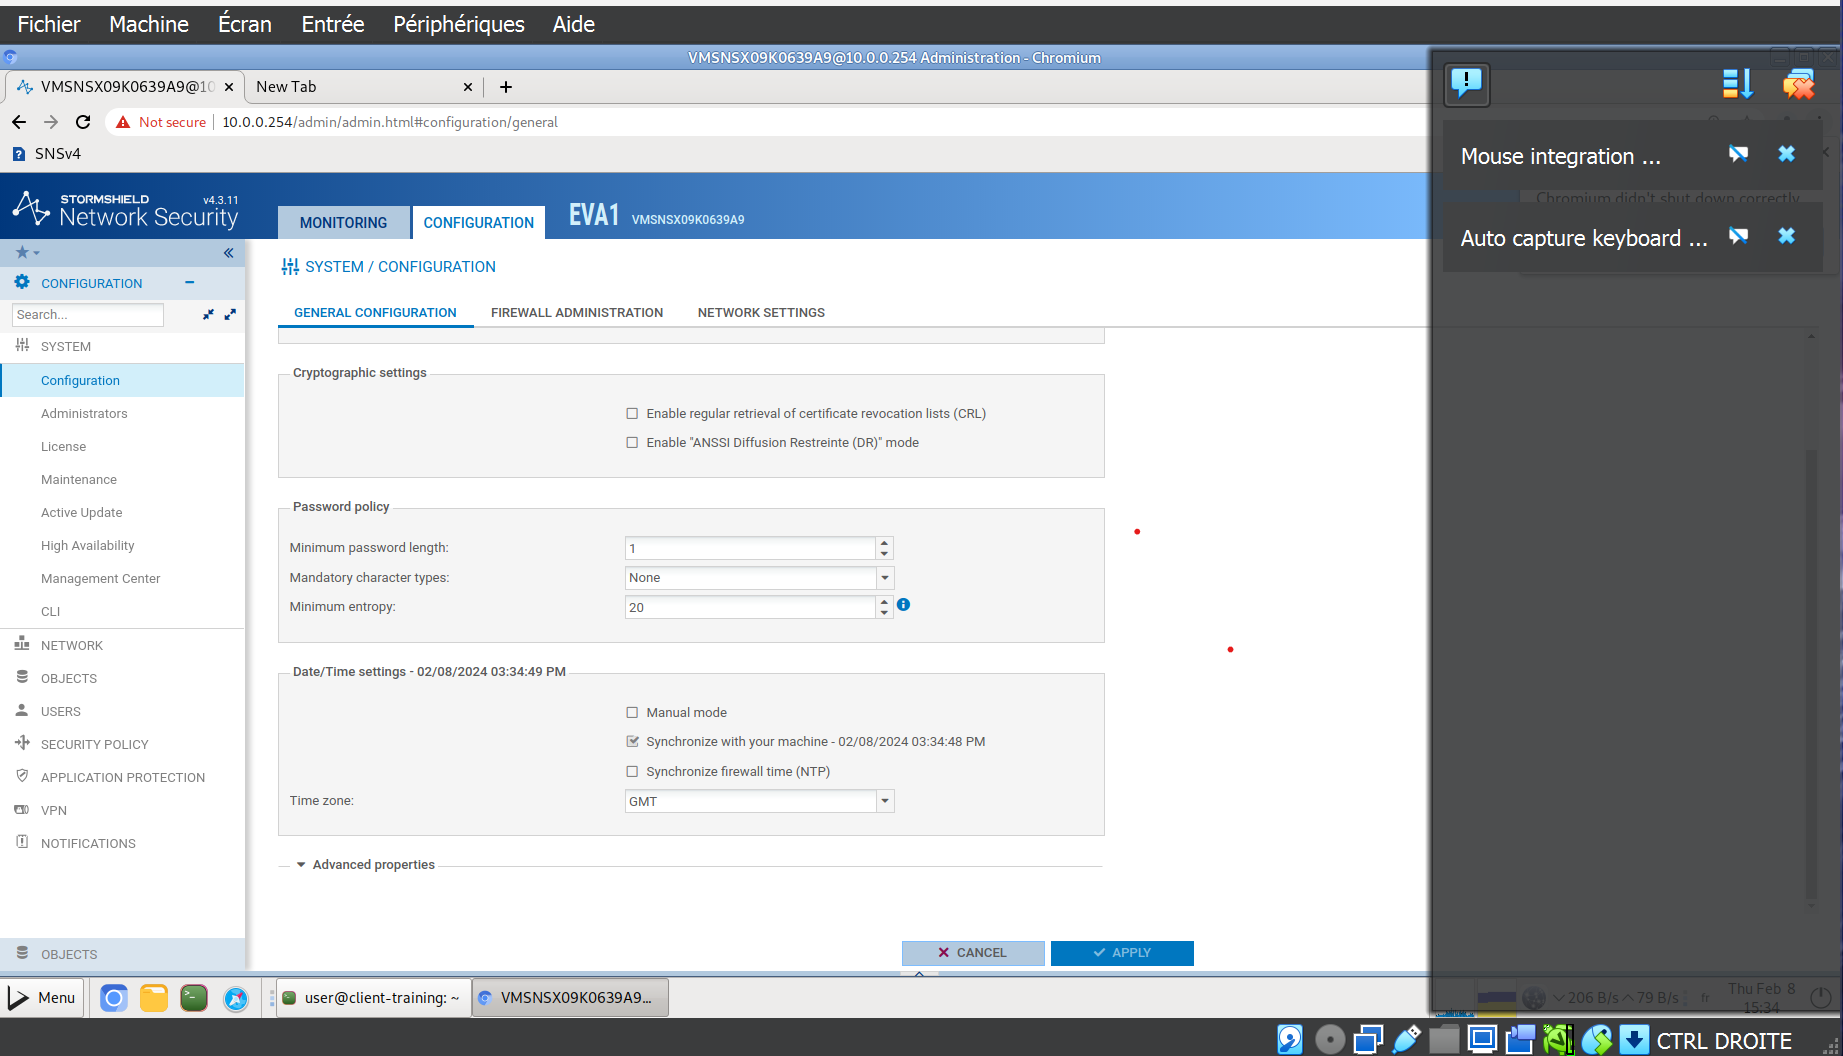 Fichier Machine Écran Entrée Périphériques Aide
VMSNSX09K0639A9@10.0.0.254 Administration - Chromium
VMSNSX09K0639A9@10
New Tab
Not secure
10.0.0.254/admin/admin.html#configuration/general
SNSv4
Mouse integration ...
Chromium didn't shut down correctly
Auto capture keyboard ...
STORMSHIELD
v4.3.11
Network Security
MONITORING
CONFIGURATION
EVA1
VMSNSX09K0639A9
CONFIGURATION
Search...
SYSTEM
Configuration
Administrators
License
Maintenance
Active Update
High Availability
Management Center
CLI
NETWORK
OBJECTS
USERS
SECURITY POLICY
APPLICATION PROTECTION
VPN
NOTIFICATIONS
OBJECTS
SYSTEM / CONFIGURATION
GENERAL CONFIGURATION
FIREWALL ADMINISTRATION
NETWORK SETTINGS
Cryptographic settings
Enable regular retrieval of certificate revocation lists (CRL)
Enable "ANSSI Diffusion Restreinte (DR)" mode
Password policy
Minimum password length: 1
Mandatory character types: None
Minimum entropy: 20
Date/Time settings - 02/08/2024 03:34:49 PM
Manual mode
Synchronize with your machine - 02/08/2024 03:34:48 PM
Synchronize firewall time (NTP)
Time zone: GMT
Advanced properties
CANCEL
APPLY
Menu
user@client-training: ~
VMSNSX09K0639A9...
206 B/s
79 B/s
fr
Thu Feb 8
15:34
CTRL DROITE